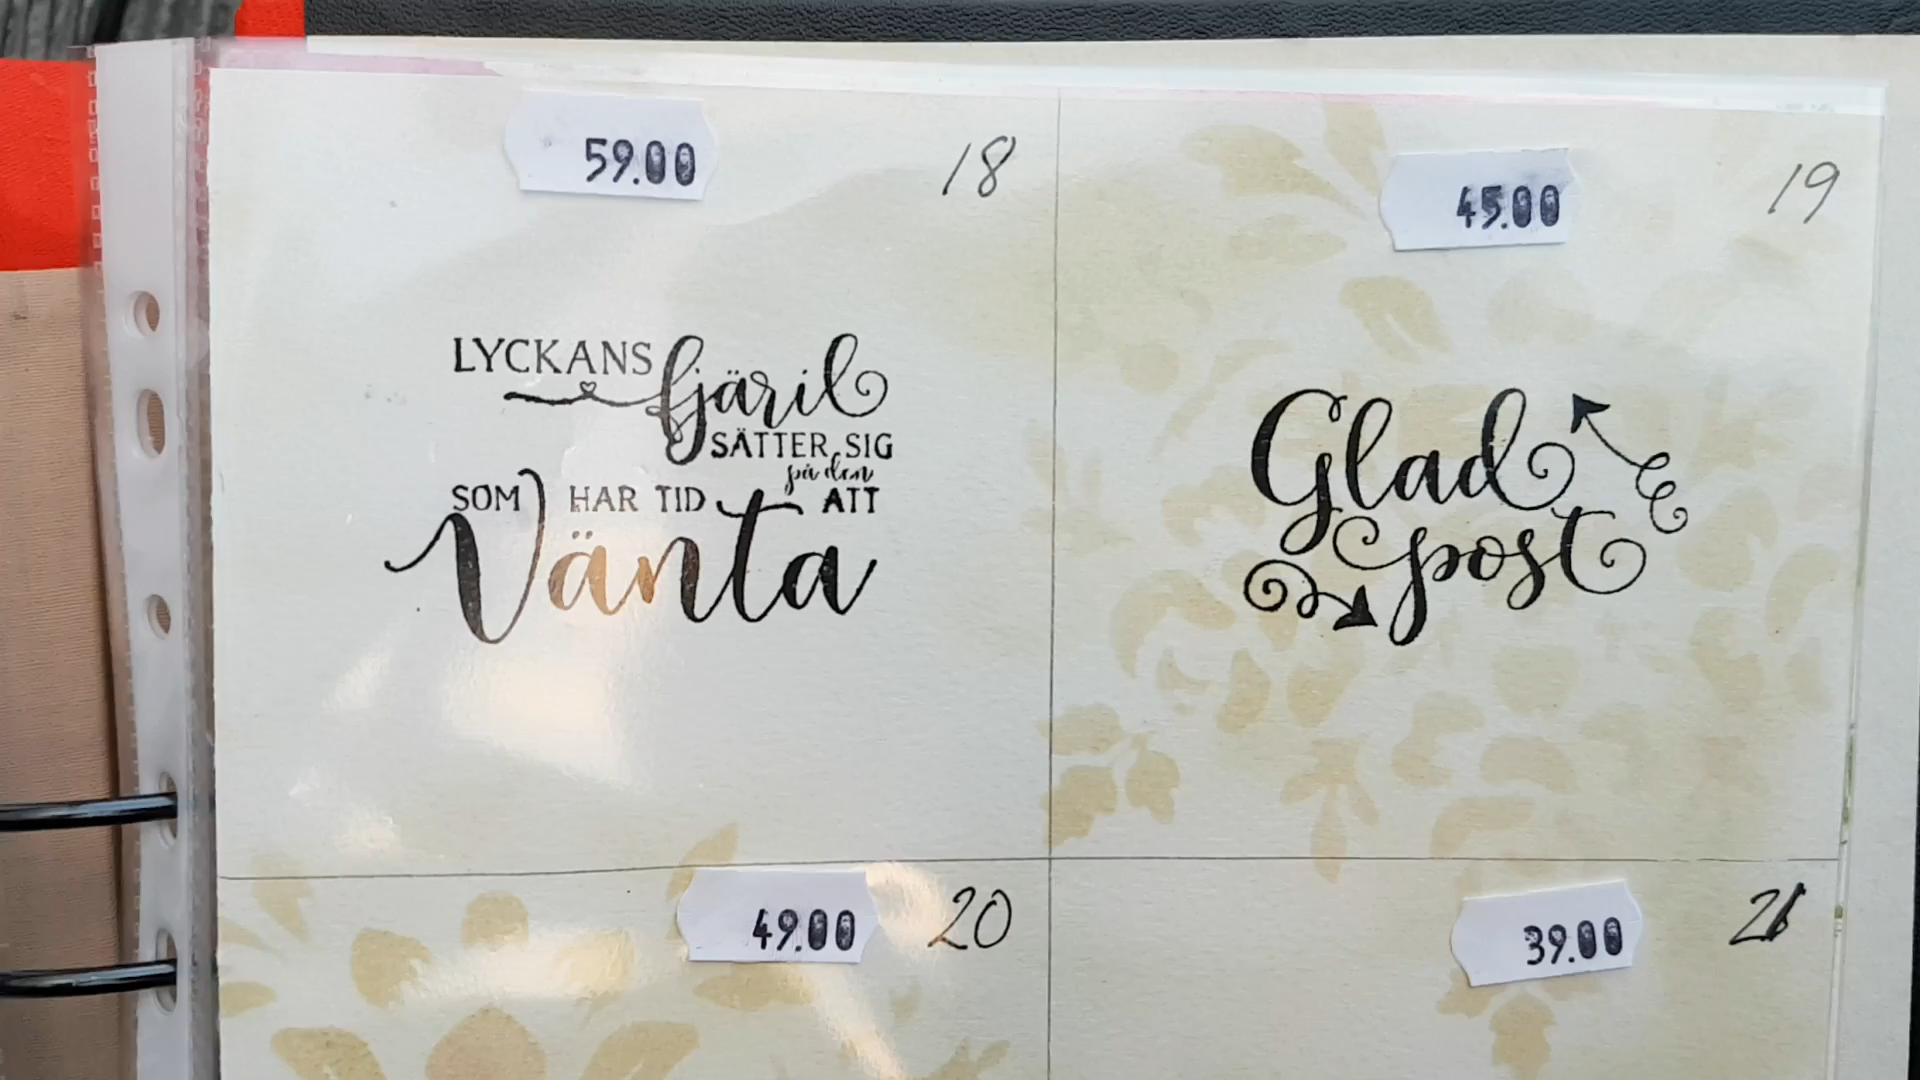 59.00
18
LYCKANS fjäril
SÄTTER SIG
på den
SOM HAR TID ATT
Vänta
45.00
19
Glad
post
49.00
20
39.00
21